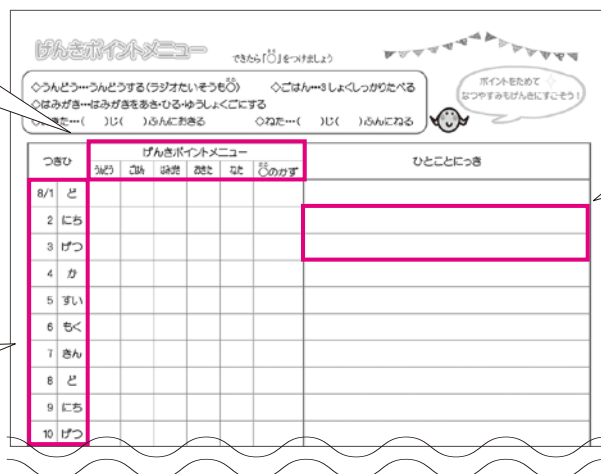 げんきポイントメニュー
できたら「○」をつけましょう
◇うんどう…うんどうする(ラジオたいそうも○) ◇ごはん…3しょくしっかりたべる
◇はみがき…はみがきをあさ・ひる・ゆうしょくごにする
きた…( )じ( )ふんにおきる ◇ねた…( )じ( )ふんにねる
ポイントをためて
なつやすみもげんきにすごそう!
つきひ
げんきポイントメニュー
ひとことにっき
うんどう ごはん はみがき おきた ねた ○のかず
8/1 ど
2 にち
3 げつ
4 か
5 すい
6 もく
7 きん
8 ど
9 にち
10 げつ